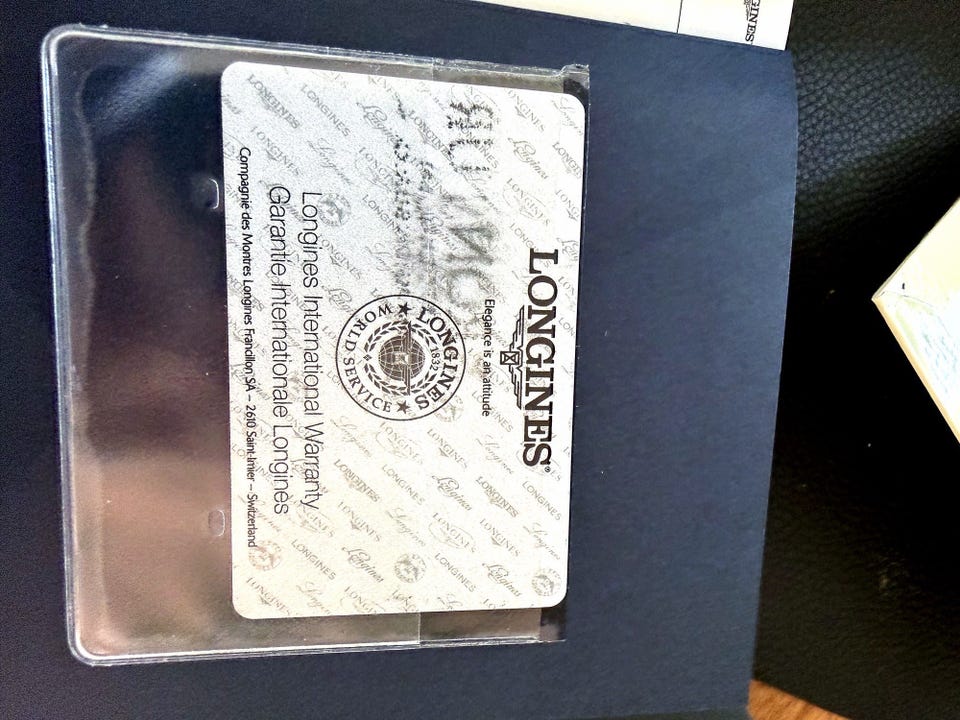 LONGINES®
Elegance is an attitude
LONGINES
1832
WORLD SERVICE
Longines International Warranty
Garantie Internationale Longines
Compagnie des Montres Longines Francillon SA – 2610 Saint-Imier – Switzerland